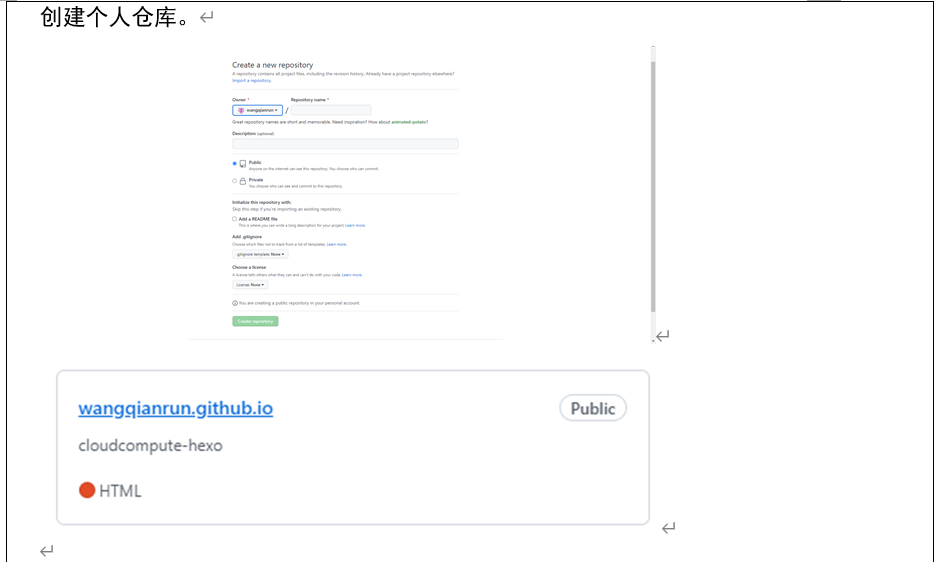 创建个人仓库。
Create a new repository
A repository contains all project files, including the revision history. Already have a project repository elsewhere?
Import a repository.
Owner * Repository name *
wangqianrun /
Great repository names are short and memorable. Need inspiration? How about animated-potato?
Description (optional)
Public
Anyone on the internet can see this repository. You choose who can commit.
Private
You choose who can see and commit to this repository.
Initialize this repository with:
Skip this step if you're importing an existing repository.
Add a README file
This is where you can write a long description for your project. Learn more.
Add .gitignore
Choose which files not to track from a list of templates. Learn more.
.gitignore template: None
Choose a license
A license tells others what they can and can't do with your code. Learn more.
License: None
You are creating a public repository in your personal account.
Create repository
wangqianrun.github.io Public
cloudcompute-hexo
HTML